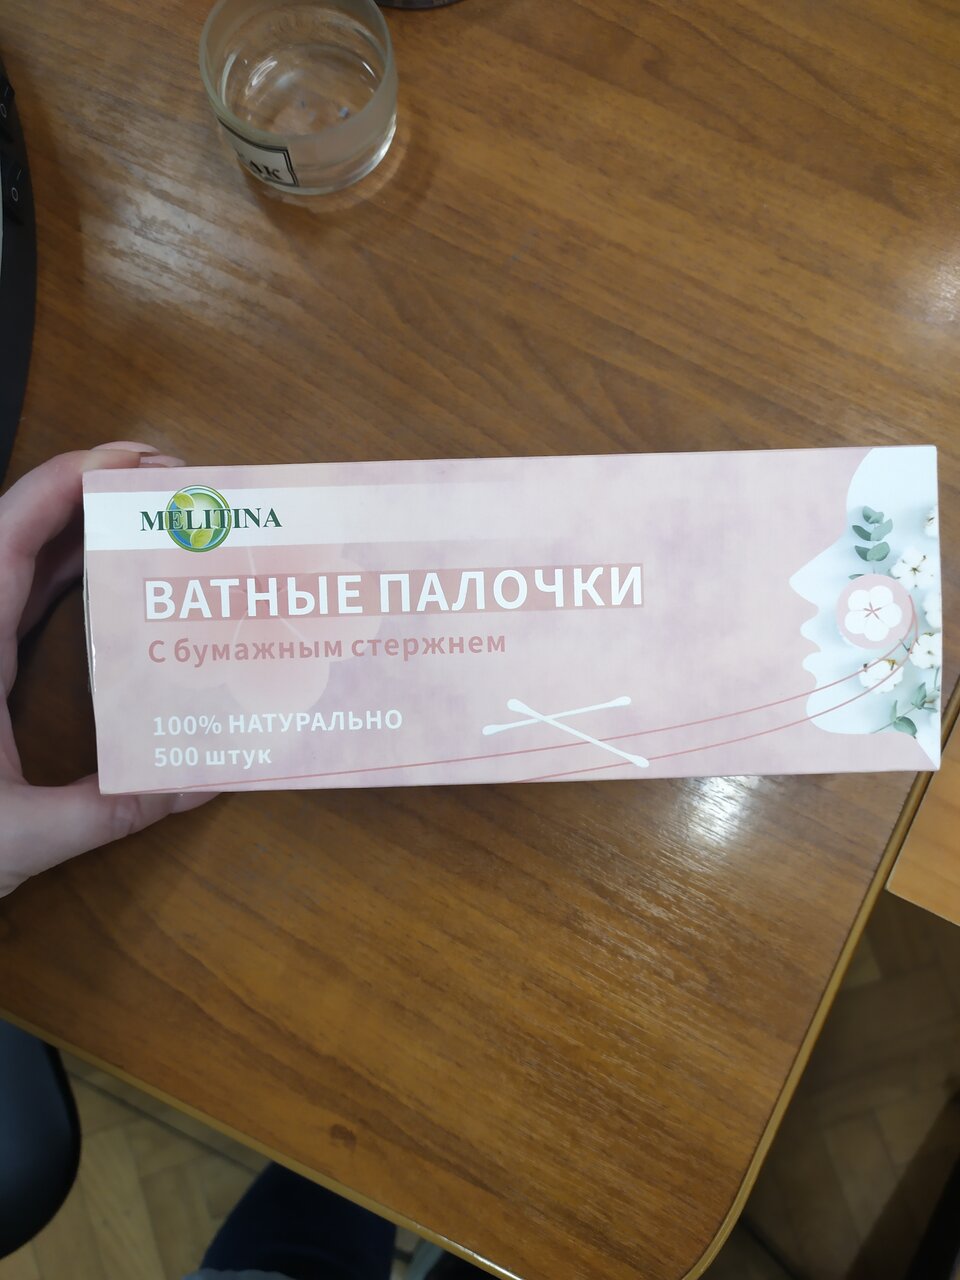 MELITINA
ВАТНЫЕ ПАЛОЧКИ
С бумажным стержнем
100% НАТУРАЛЬНО
500 штук